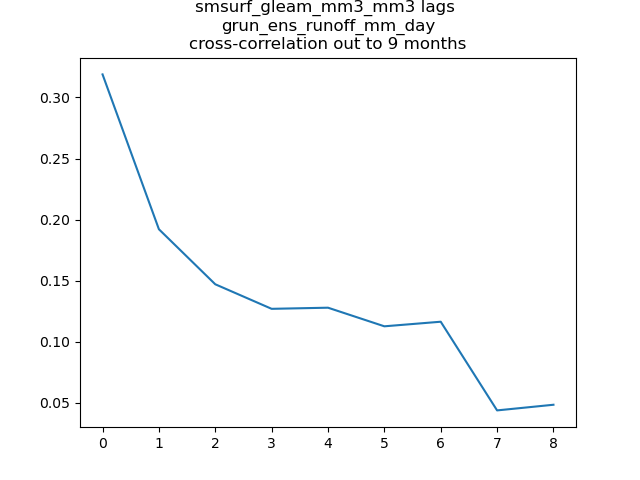 smsurf_gleam_mm3_mm3 lags
grun_ens_runoff_mm_day
cross-correlation out to 9 months
0.30
0.25
0.20
0.15
0.10
0.05
0 1 2 3 4 5 6 7 8